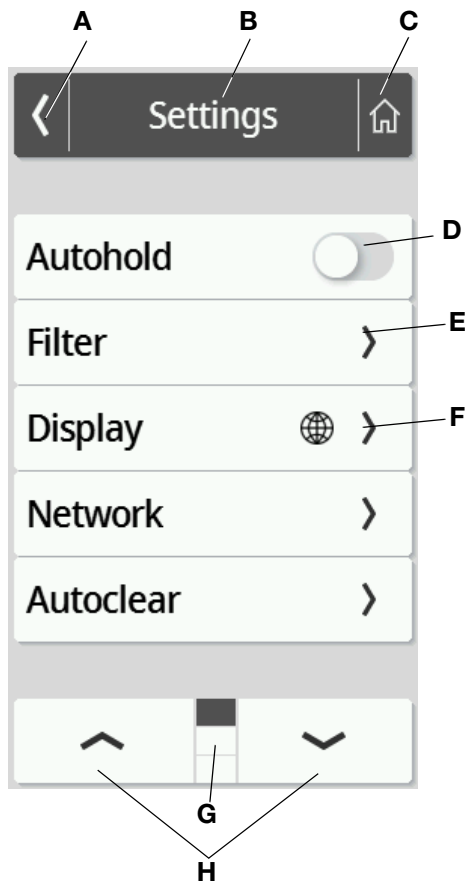 A B C
Settings
D
Autohold
E
Filter
F
Display
Network
Autoclear
G
H